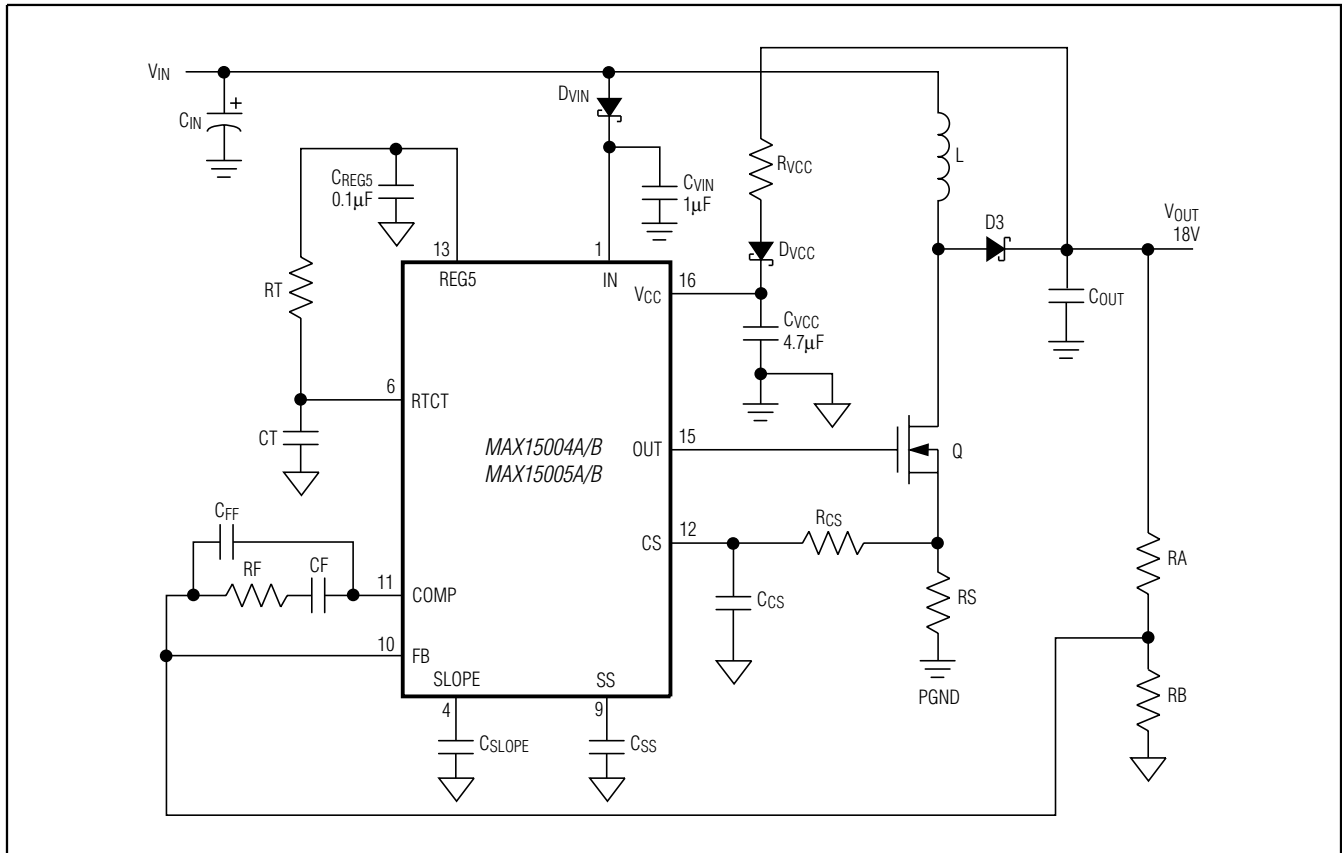 VIN
CIN
+
DVIN
CREG5
0.1µF
CVIN
1µF
RVCC
L
VOUT
18V
D3
DVCC
13
1
REG5
IN
VCC
16
RT
COUT
CVCC
4.7µF
6
RTCT
CT
MAX15004A/B
MAX15005A/B
OUT
15
Q
CS
12
RCS
CFF
RF
CF
11
COMP
CCS
RS
RA
10
FB
SLOPE
SS
PGND
4
9
RB
CSLOPE
CSS